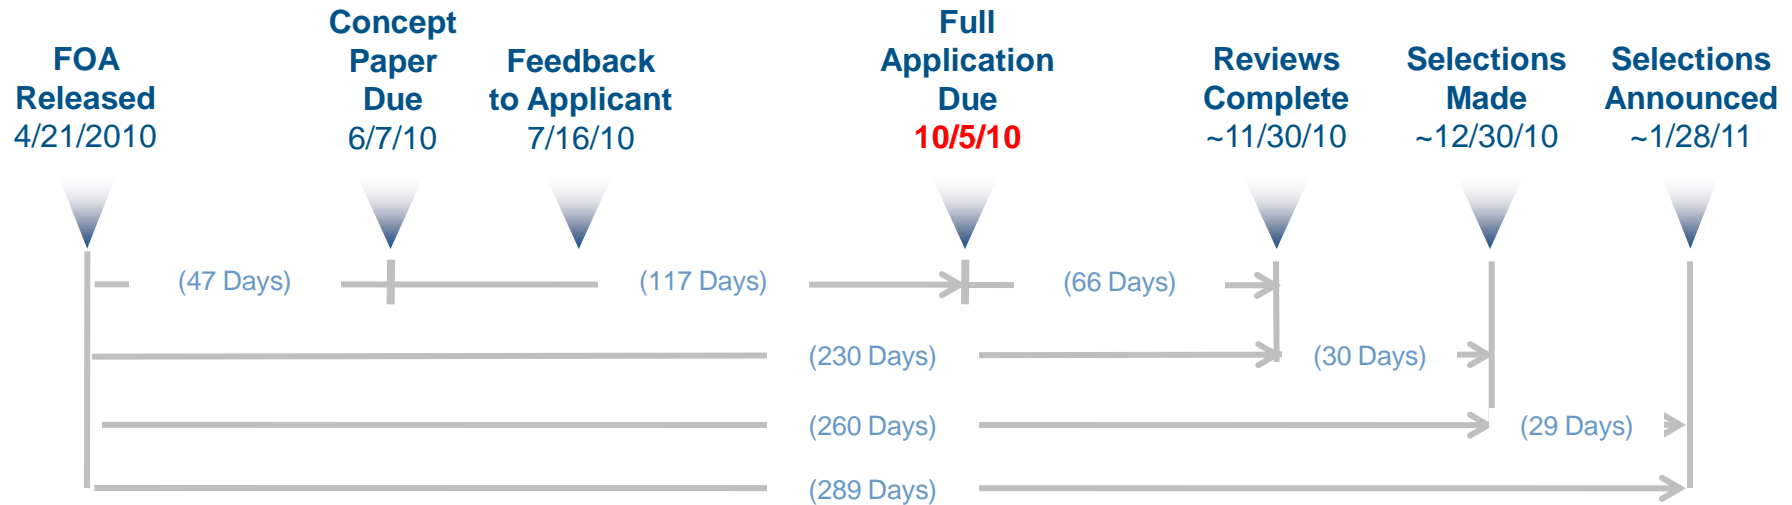 FOA
Released
4/21/2010
Concept
Paper
Due
6/7/10
Feedback
to Applicant
7/16/10
Full
Application
Due
10/5/10
Reviews
Complete
~11/30/10
Selections
Made
~12/30/10
Selections
Announced
~1/28/11
(47 Days)
(117 Days)
(66 Days)
(230 Days)
(30 Days)
(260 Days)
(29 Days)
(289 Days)